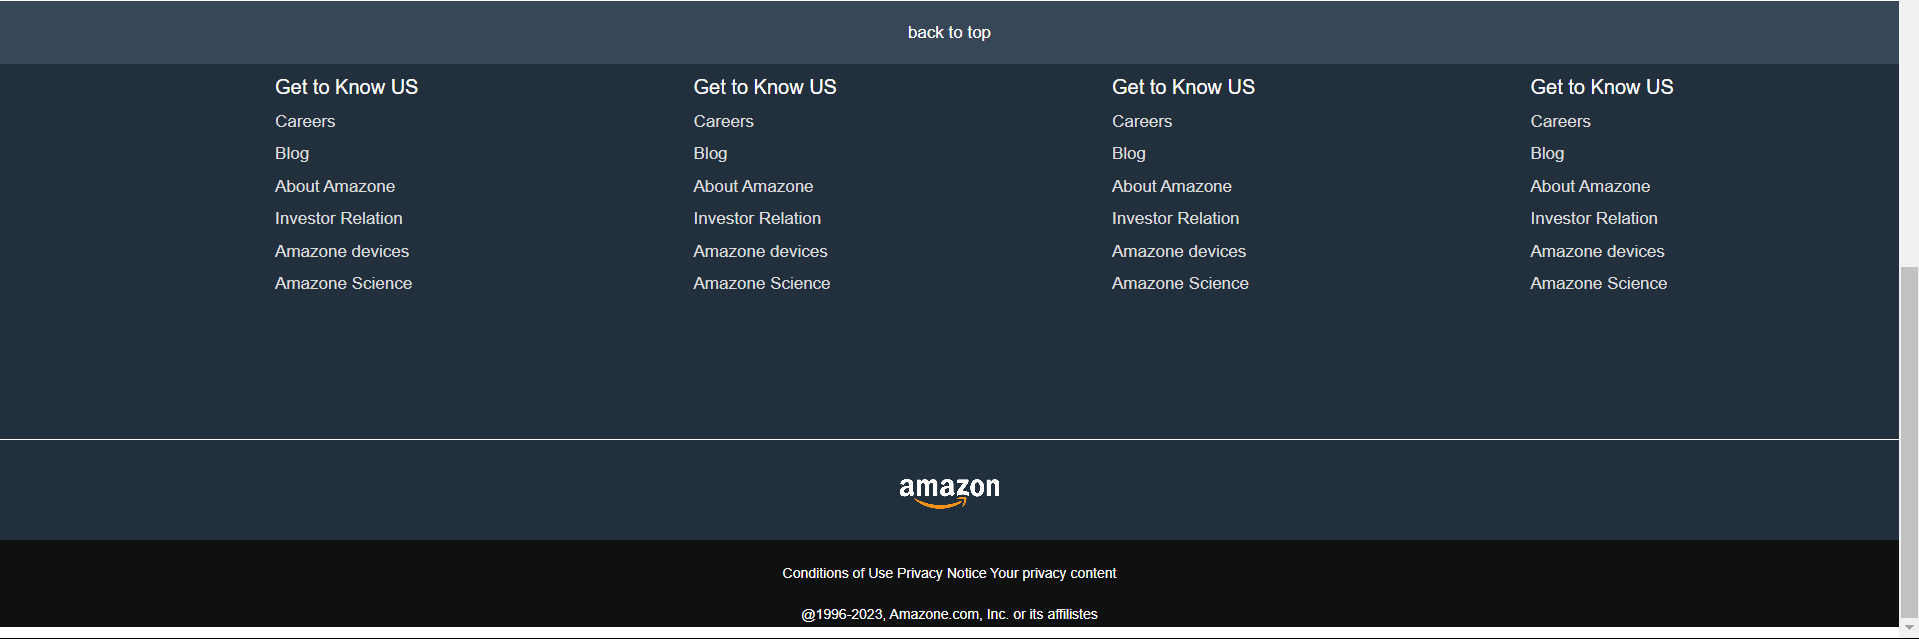 back to top
Get to Know US
Careers
Blog
About Amazone
Investor Relation
Amazone devices
Amazone Science
Get to Know US
Careers
Blog
About Amazone
Investor Relation
Amazone devices
Amazone Science
Get to Know US
Careers
Blog
About Amazone
Investor Relation
Amazone devices
Amazone Science
Get to Know US
Careers
Blog
About Amazone
Investor Relation
Amazone devices
Amazone Science
amazon
Conditions of Use Privacy Notice Your privacy content
@1996-2023, Amazone.com, Inc. or its affilistes